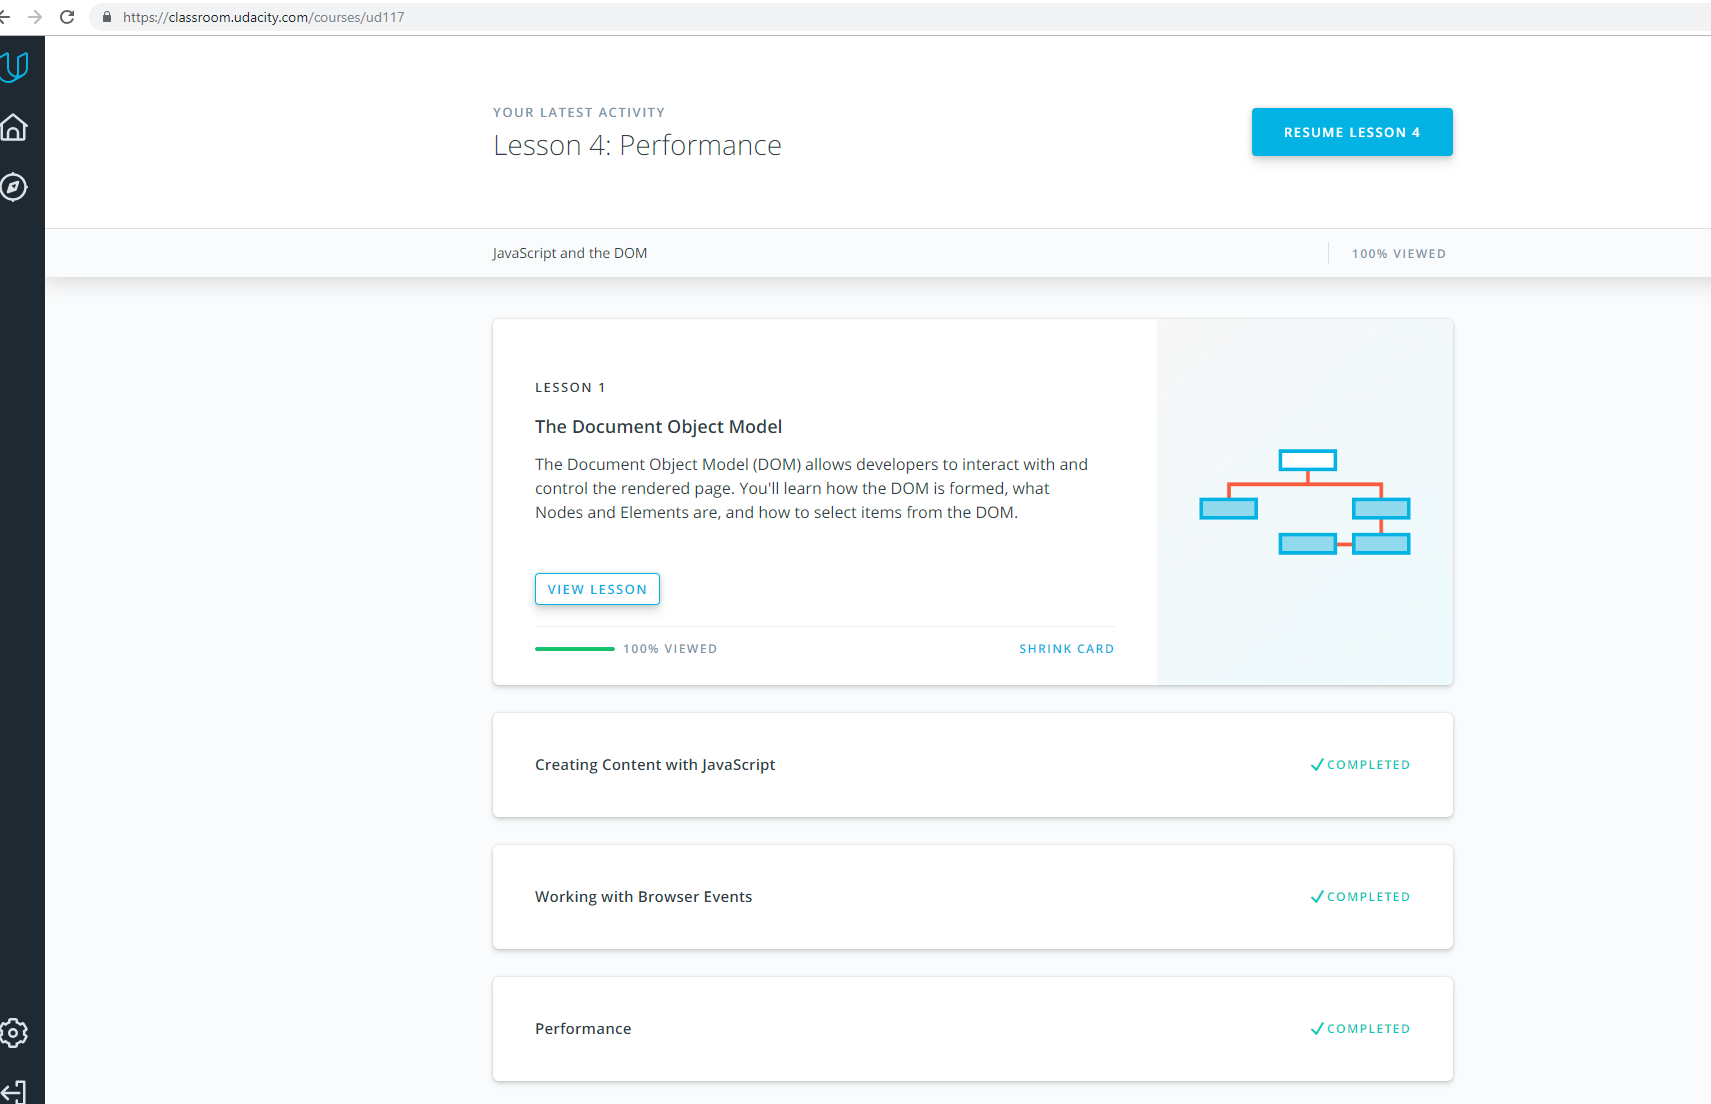 https://classroom.udacity.com/courses/ud117
YOUR LATEST ACTIVITY
Lesson 4: Performance
RESUME LESSON 4
JavaScript and the DOM
100% VIEWED
LESSON 1
The Document Object Model
The Document Object Model (DOM) allows developers to interact with and
control the rendered page. You'll learn how the DOM is formed, what
Nodes and Elements are, and how to select items from the DOM.
VIEW LESSON
100% VIEWED
SHRINK CARD
Creating Content with JavaScript
COMPLETED
Working with Browser Events
COMPLETED
Performance
COMPLETED